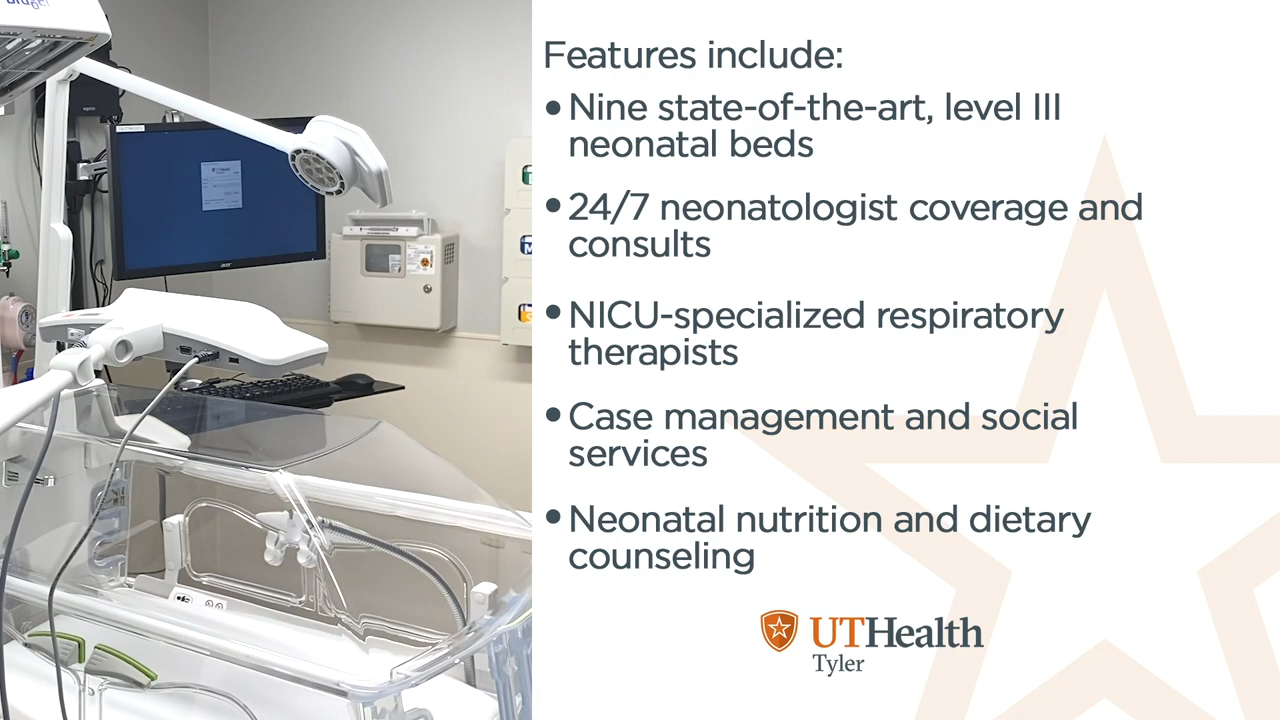 Features include:
• Nine state-of-the-art, level III
neonatal beds
• 24/7 neonatologist coverage and
consults
• NICU-specialized respiratory
therapists
• Case management and social
services
• Neonatal nutrition and dietary
counseling
UTHealth
Tyler
acer